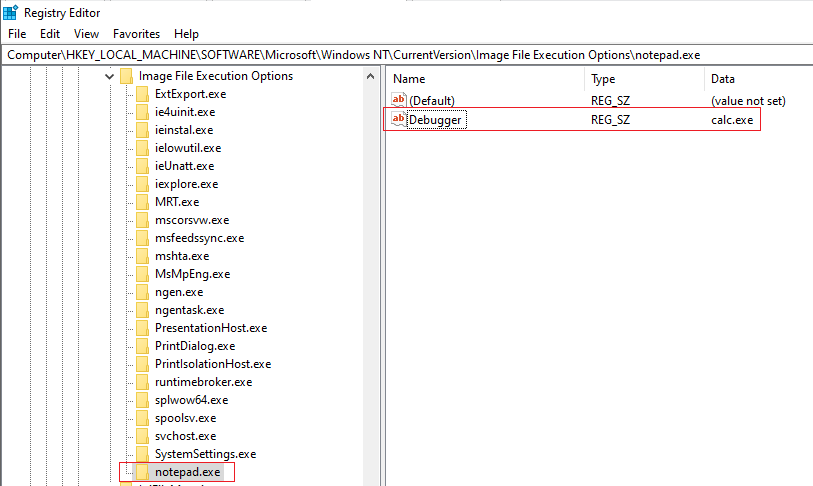 Registry Editor
File Edit View Favorites Help
Computer\HKEY_LOCAL_MACHINE\SOFTWARE\Microsoft\Windows NT\CurrentVersion\Image File Execution Options\notepad.exe
Image File Execution Options
ExtExport.exe
ie4uinit.exe
ieinstal.exe
ielowutil.exe
ieUnatt.exe
iexplore.exe
MRT.exe
mscorsvw.exe
msfeedssync.exe
mshta.exe
MsMpEng.exe
ngen.exe
ngentask.exe
PresentationHost.exe
PrintDialog.exe
PrintIsolationHost.exe
runtimebroker.exe
splwow64.exe
spoolsv.exe
svchost.exe
SystemSettings.exe
notepad.exe
Name Type Data
ab (Default) REG_SZ (value not set)
ab Debugger REG_SZ calc.exe